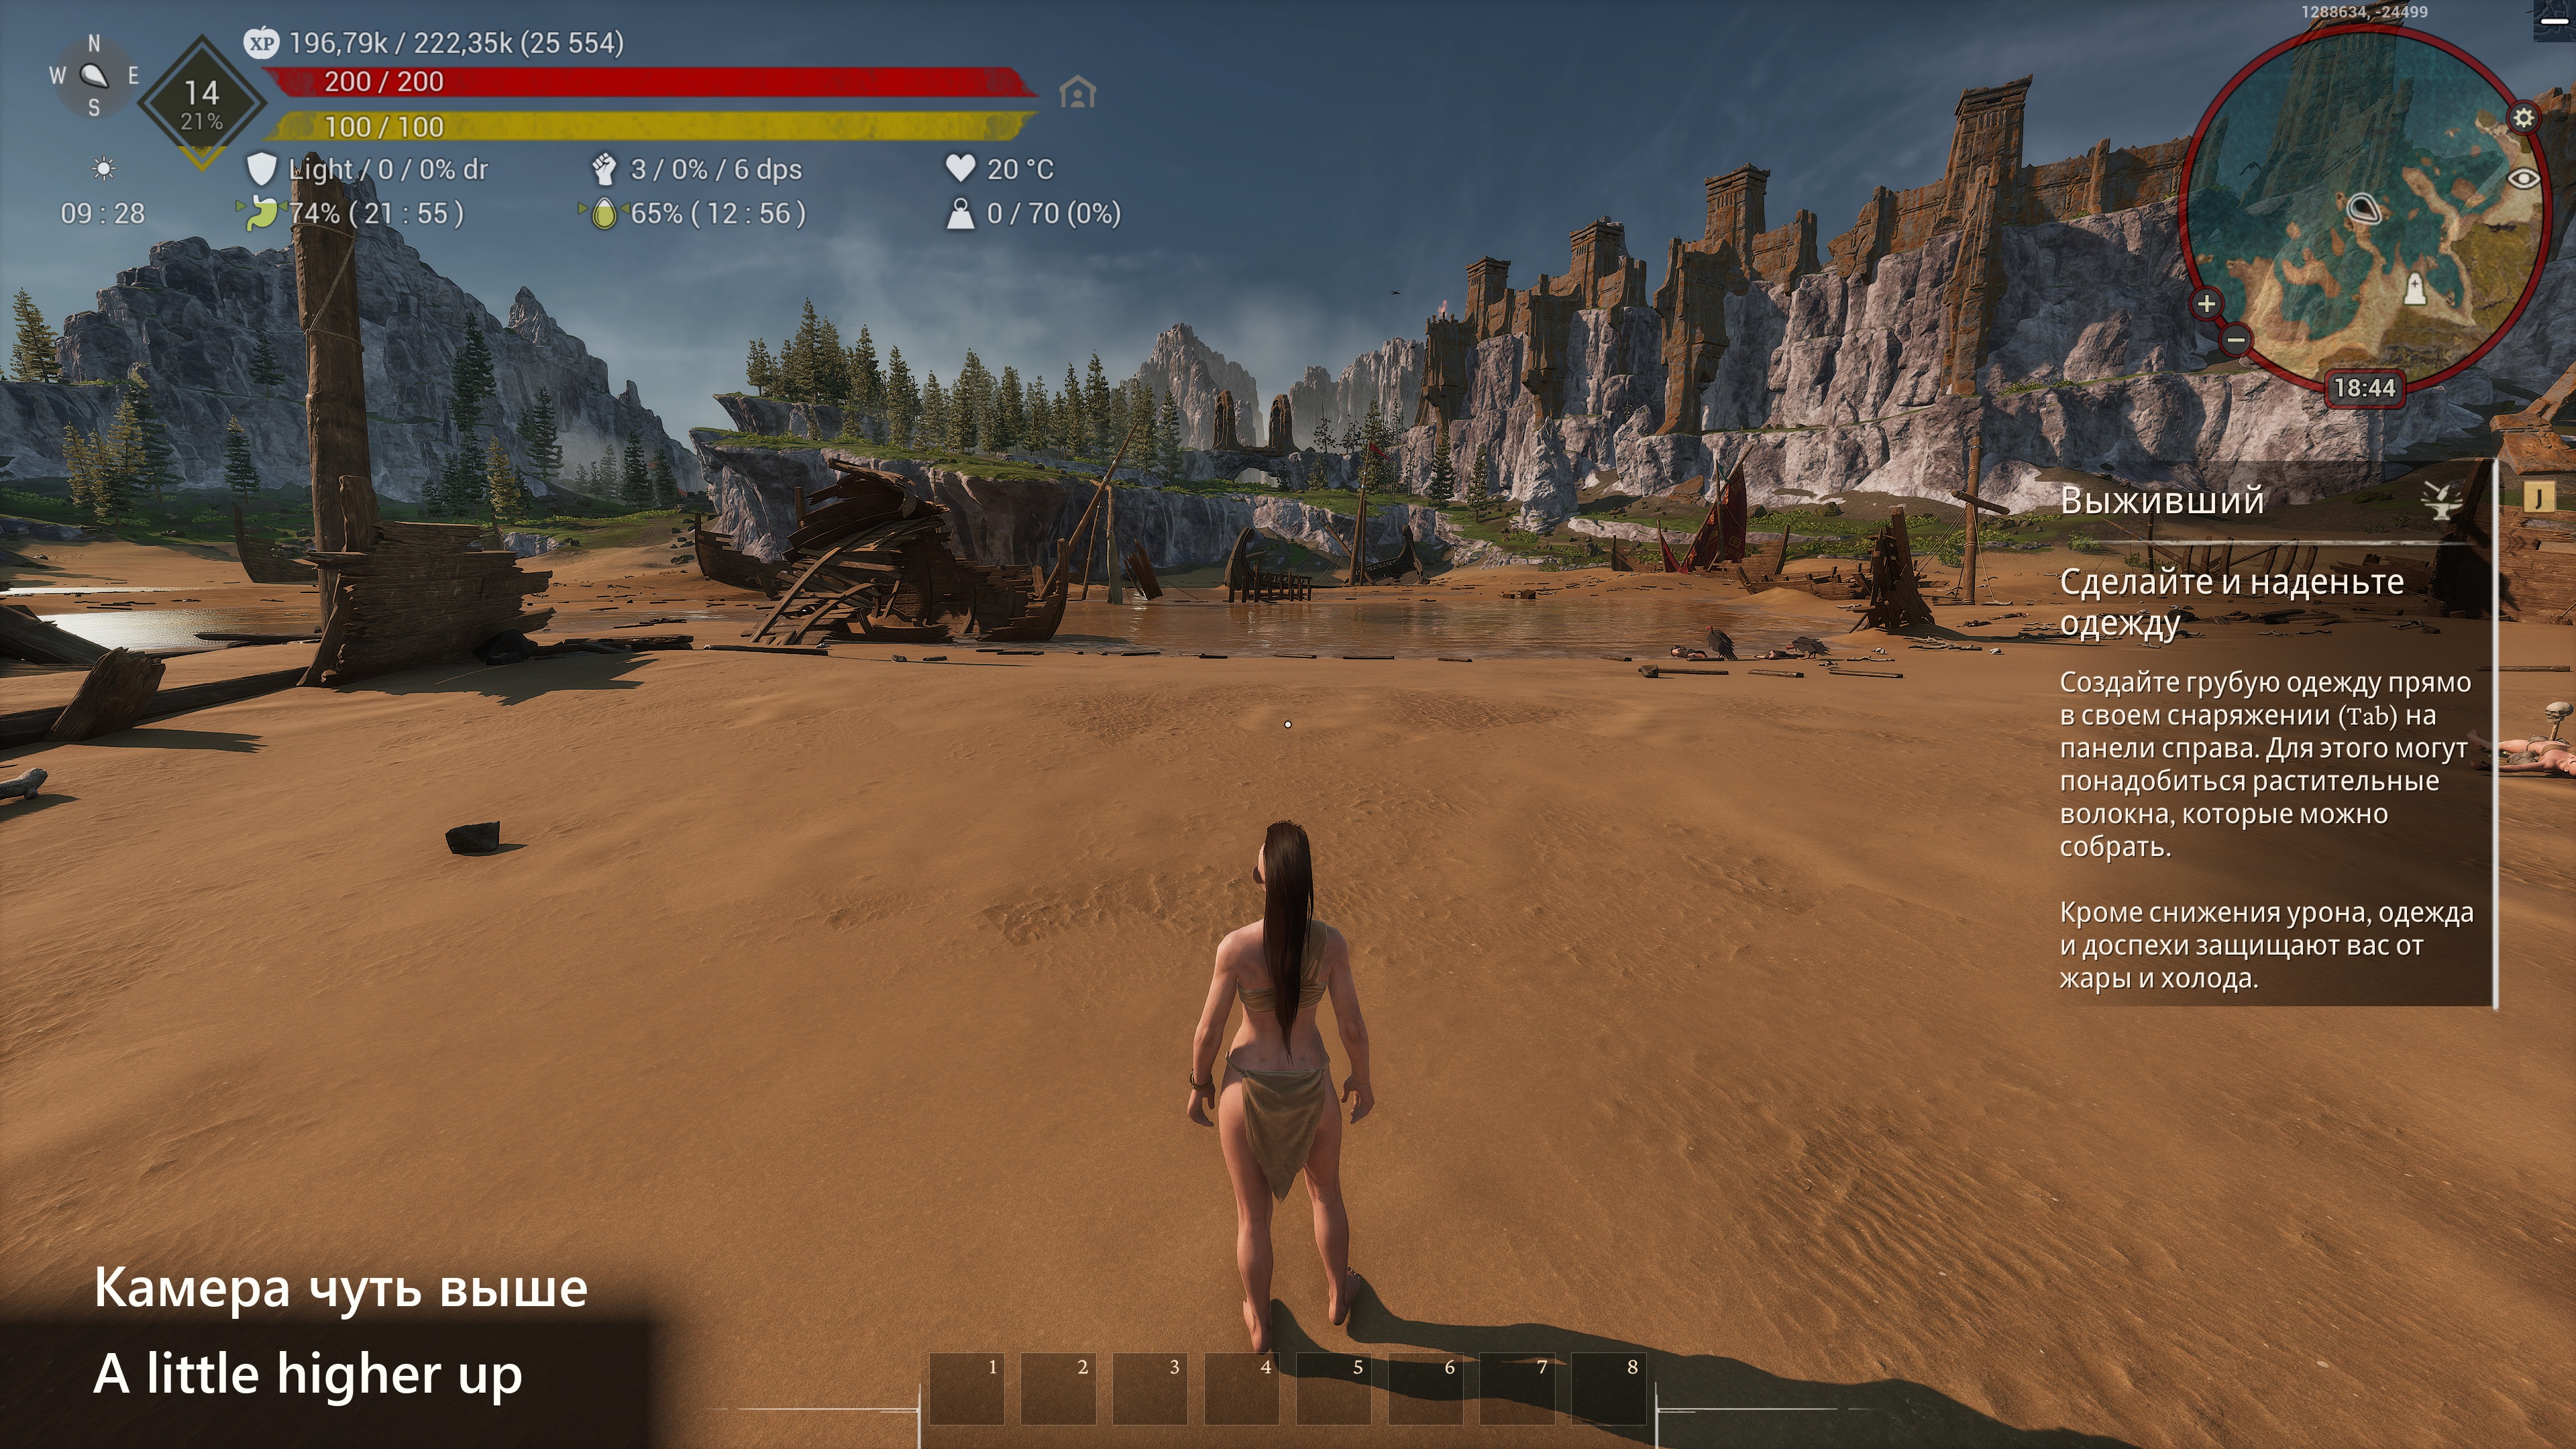 1288634, -24499
N
W E
S
14
21%
XP 196,79k / 222,35k (25 554)
200 / 200
100 / 100
Light / 0 / 0% dr
3 / 0% / 6 dps
20 °C
09 : 28
74% ( 21 : 55 )
65% ( 12 : 56 )
0 / 70 (0%)
18:44
Выживший
J
Сделайте и наденьте
одежду
Создайте грубую одежду прямо
в своем снаряжении (Tab) на
панели справа. Для этого могут
понадобиться растительные
волокна, которые можно
собрать.
Кроме снижения урона, одежда
и доспехи защищают вас от
жары и холода.
Камера чуть выше
A little higher up
1 2 3 4 5 6 7 8